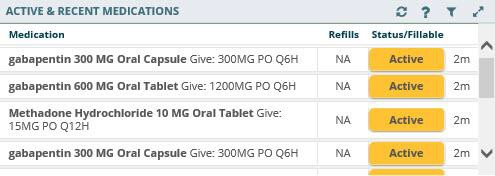 ACTIVE & RECENT MEDICATIONS ?
Medication Refills Status/Fillable
gabapentin 300 MG Oral Capsule Give: 300MG PO Q6H NA Active 2m
gabapentin 600 MG Oral Tablet Give: 1200MG PO Q6H NA Active 2m
Methadone Hydrochloride 10 MG Oral Tablet Give:
15MG PO Q12H NA Active 2m
gabapentin 300 MG Oral Capsule Give: 300MG PO Q6H NA Active 2m